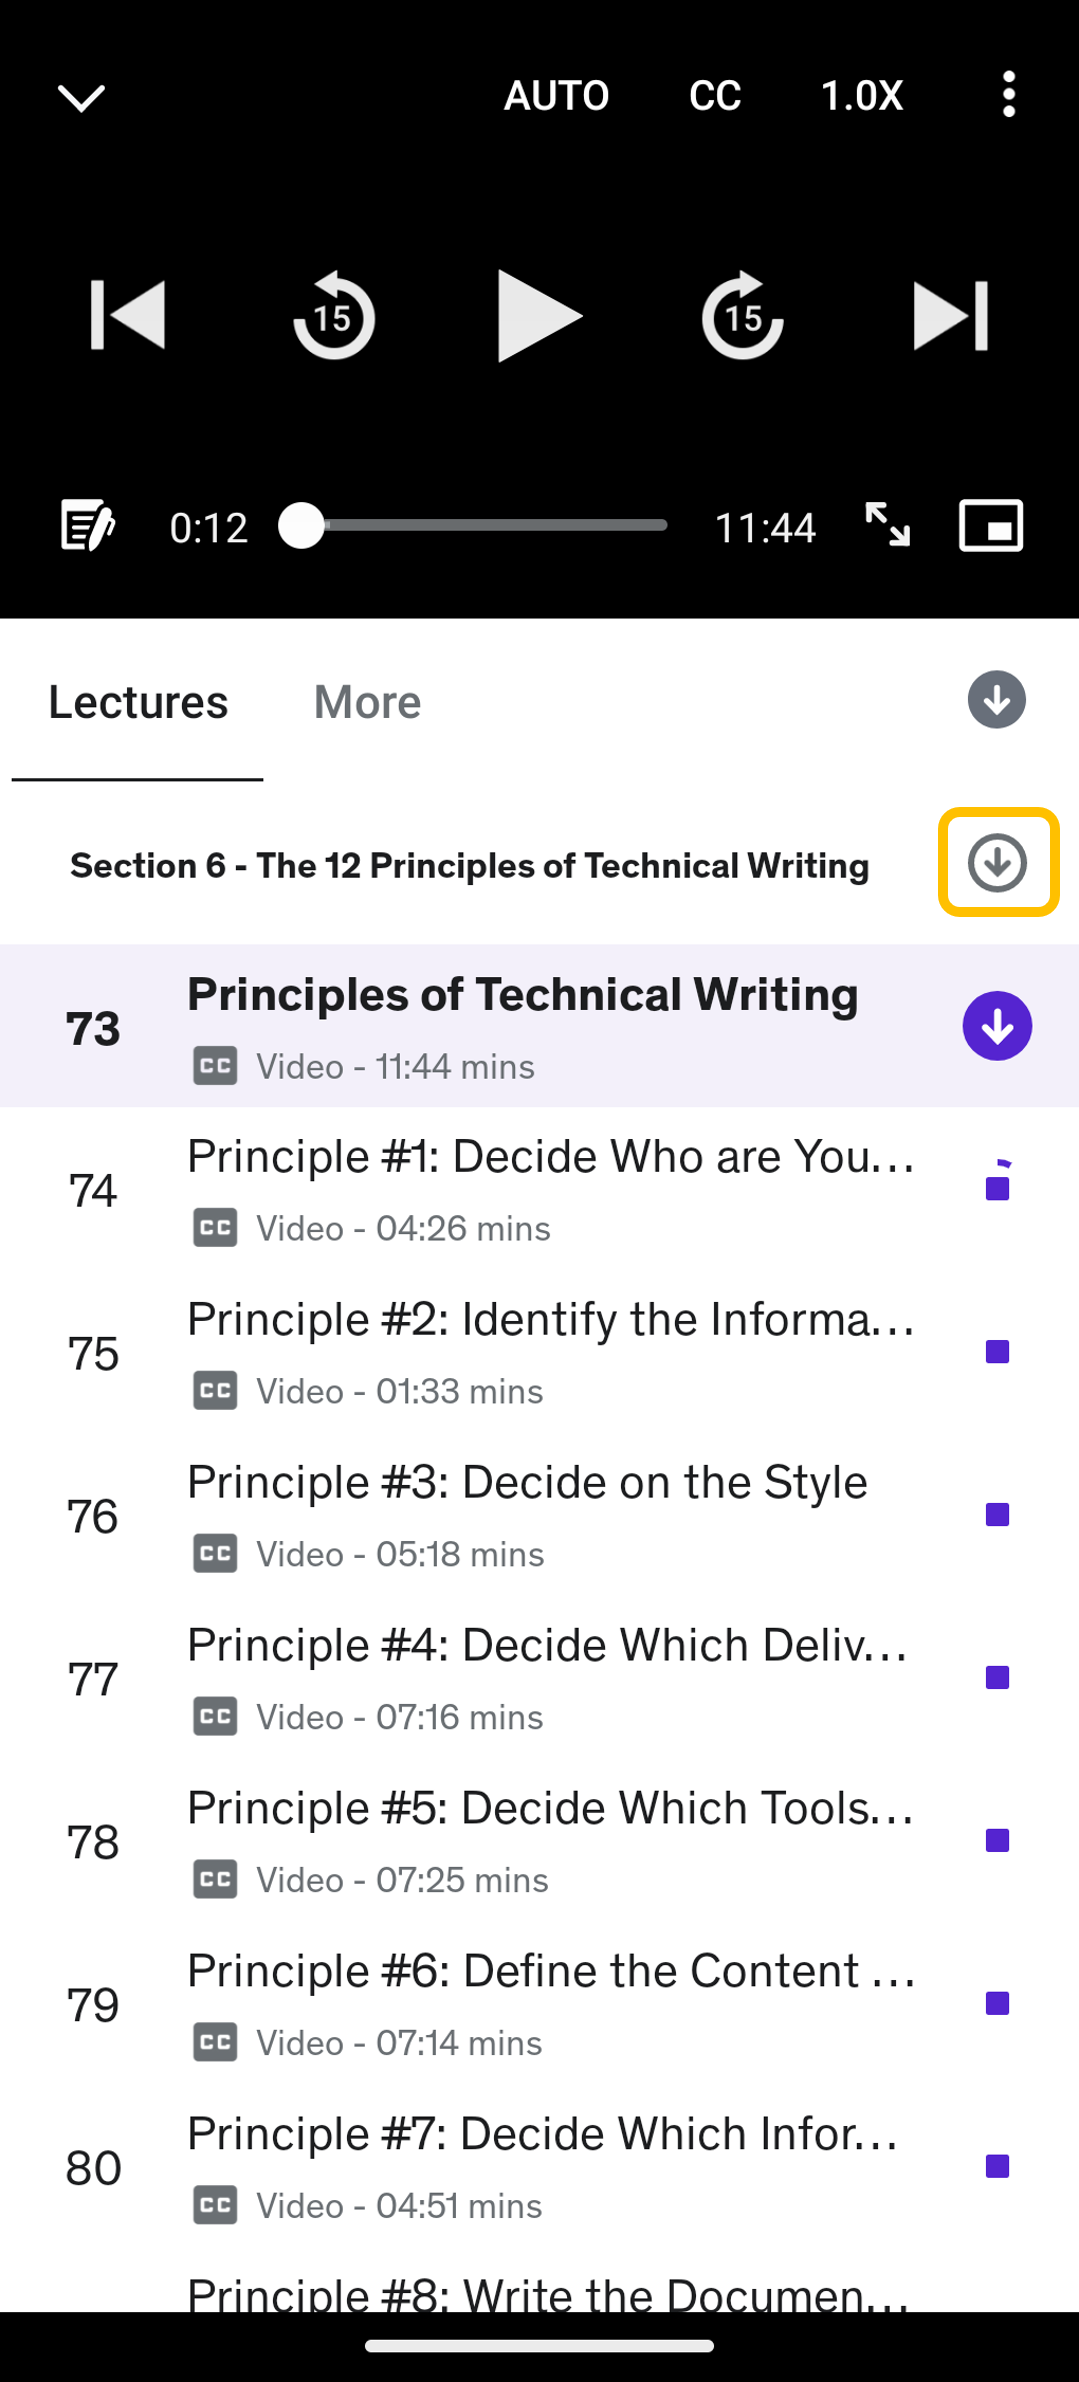 AUTO CC 1.0X
15 15
0:12 11:44
Lectures More
Section 6 - The 12 Principles of Technical Writing
73 Principles of Technical Writing
CC Video - 11:44 mins
74 Principle #1: Decide Who are You...
CC Video - 04:26 mins
75 Principle #2: Identify the Informa...
CC Video - 01:33 mins
76 Principle #3: Decide on the Style
CC Video - 05:18 mins
77 Principle #4: Decide Which Deliv...
CC Video - 07:16 mins
78 Principle #5: Decide Which Tools...
CC Video - 07:25 mins
79 Principle #6: Define the Content ...
CC Video - 07:14 mins
80 Principle #7: Decide Which Infor...
CC Video - 04:51 mins
Principle #8: Write the Documen...